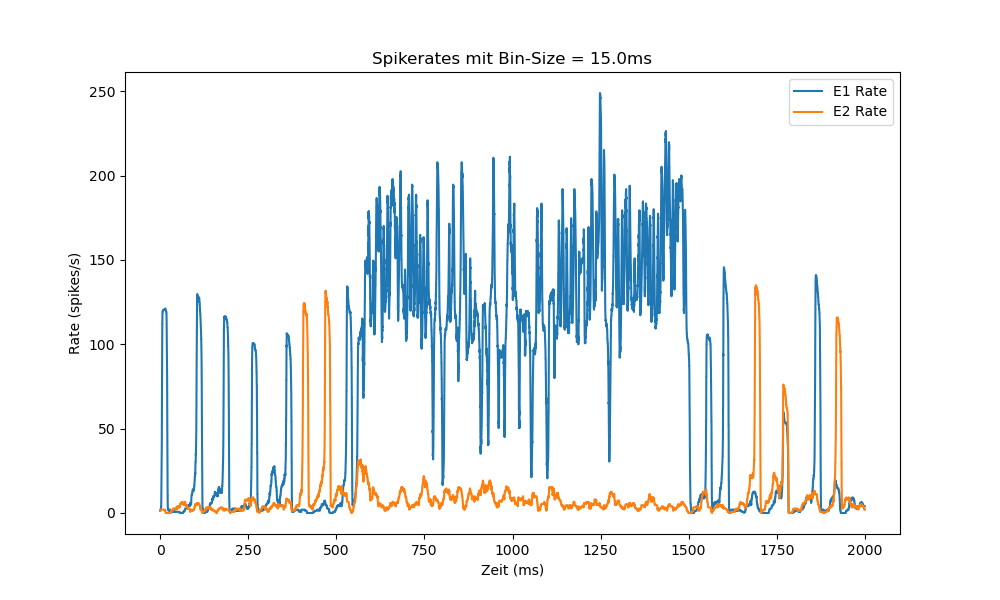 Spikerates mit Bin-Size = 15.0ms
E1 Rate
E2 Rate
Rate (spikes/s)
250
200
150
100
50
0
0 250 500 750 1000 1250 1500 1750 2000
Zeit (ms)